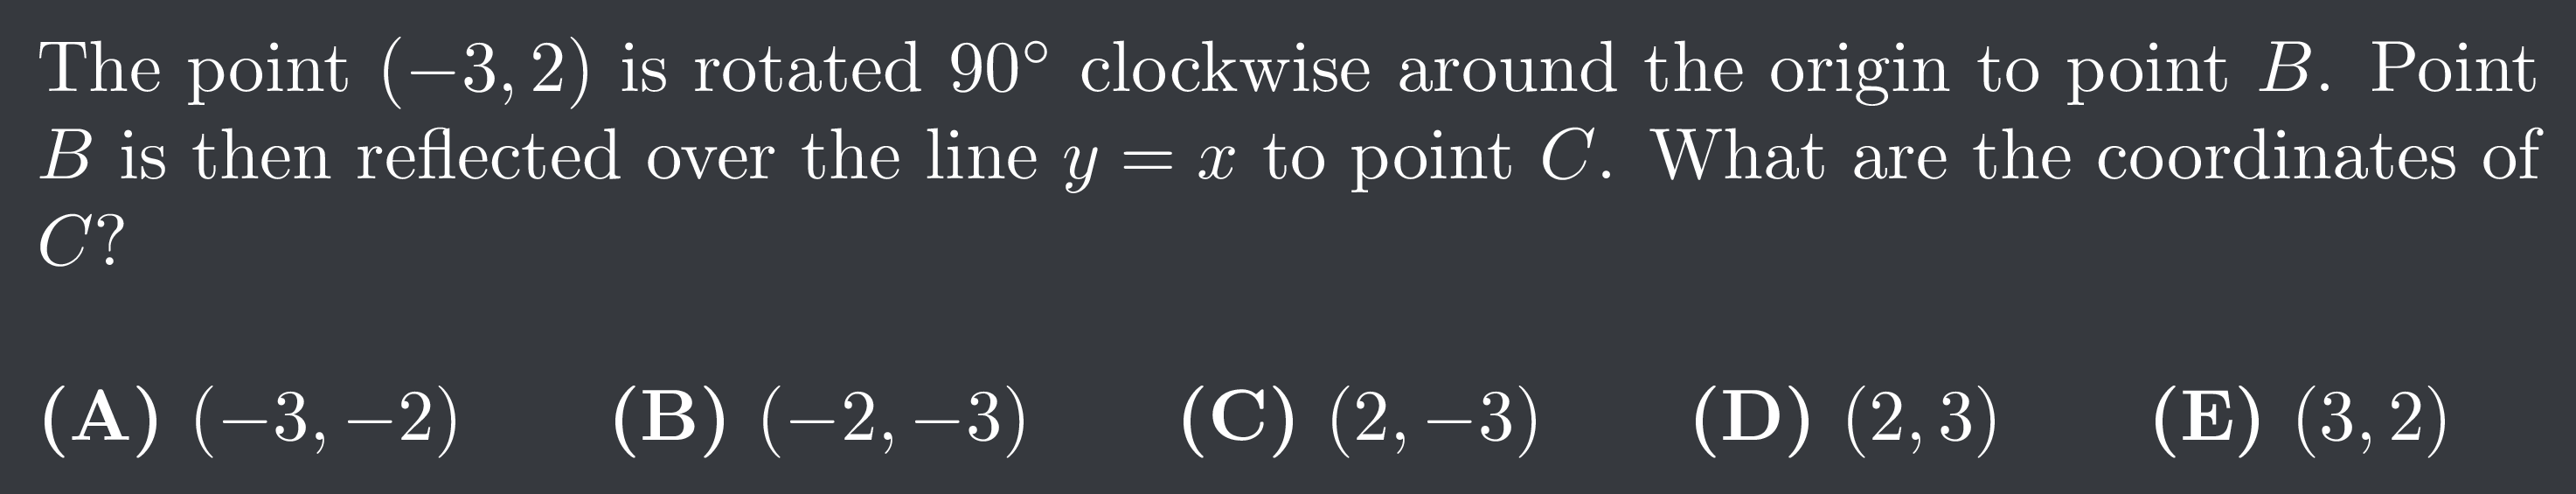 The point (−3, 2) is rotated 90° clockwise around the origin to point B. Point
B is then reflected over the line y = x to point C. What are the coordinates of
C?
(A) (−3, −2) (B) (−2, −3) (C) (2, −3) (D) (2, 3) (E) (3, 2)